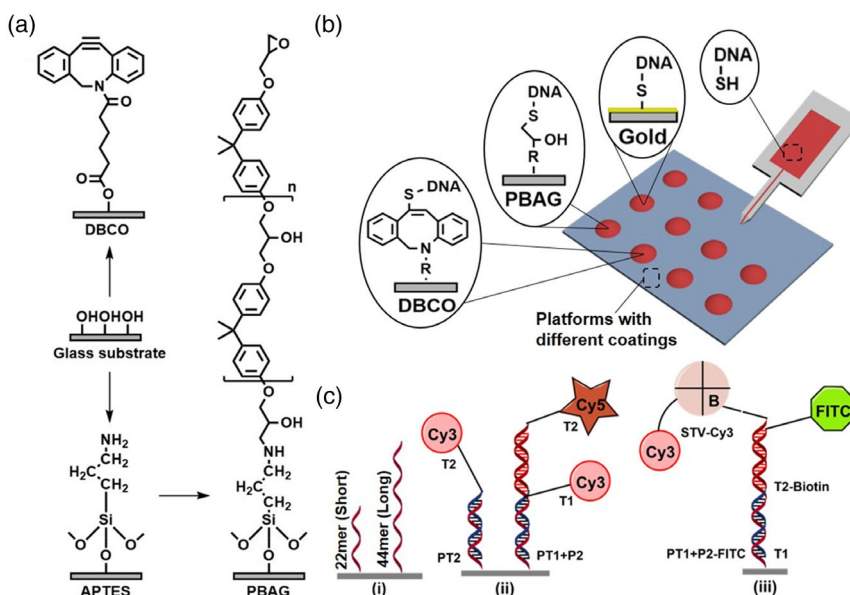 (a)
N
O
O
O
DBCO
OHOHOH
Glass substrate
NH2
CH2
CH2
Si
O
O
O
APTES
O
O
O
n
O
OH
O
O
OH
NH
CH2
CH2
Si
O
O
O
PBAG
(b)
DNA
S
Gold
DNA
SH
DNA
S
OH
R
PBAG
S
DNA
N
R
DBCO
Platforms with
different coatings
(c)
22mer (Short)
44mer (Long)
(i)
Cy3
T2
PT2
Cy5
T2
Cy3
T1
PT1+P2
(ii)
B
STV-Cy3
Cy3
FITC
T2-Biotin
PT1+P2-FITC
T1
(iii)